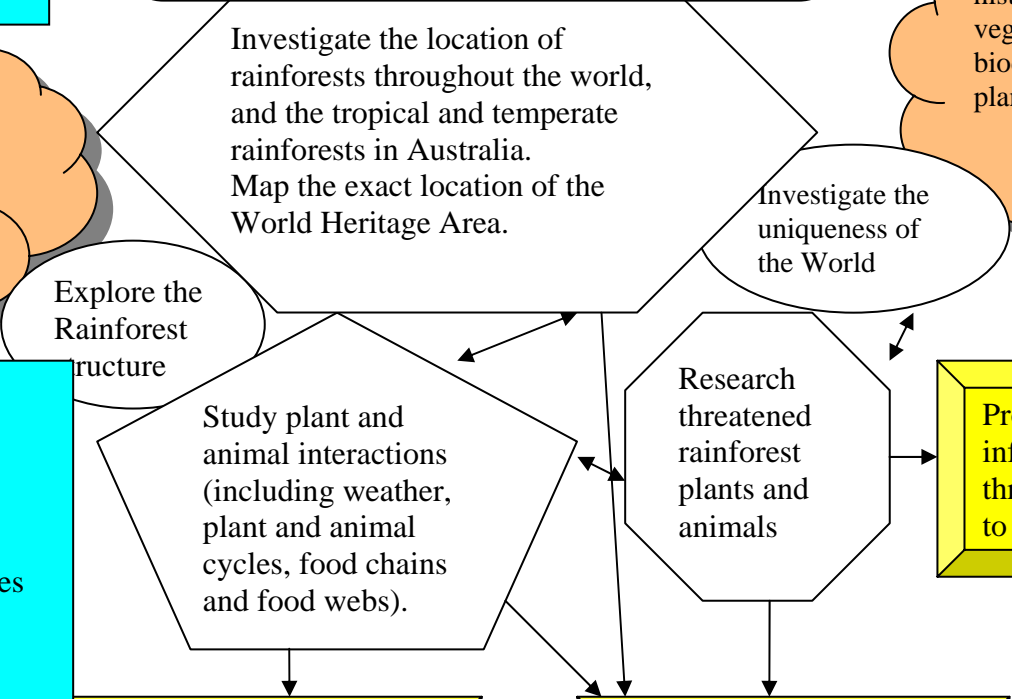 Investigate the location of
rainforests throughout the world,
and the tropical and temperate
rainforests in Australia.
Map the exact location of the
World Heritage Area.
Investigate the
uniqueness of
the World
Explore the
Rainforest
Study plant and
animal interactions
(including weather,
plant and animal
cycles, food chains
and food webs).
Research
threatened
rainforest
plants and
animals
to